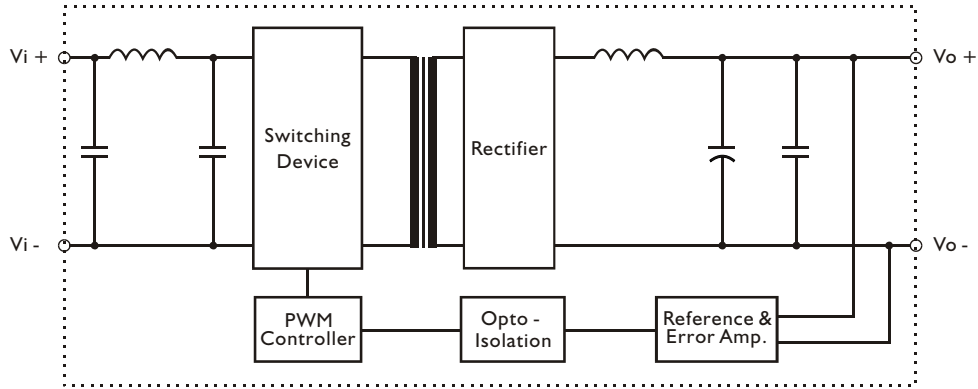 Vi +
Vo +
Switching
Device
Rectifier
Vi -
Vo -
PWM
Controller
Opto -
Isolation
Reference &
Error Amp.